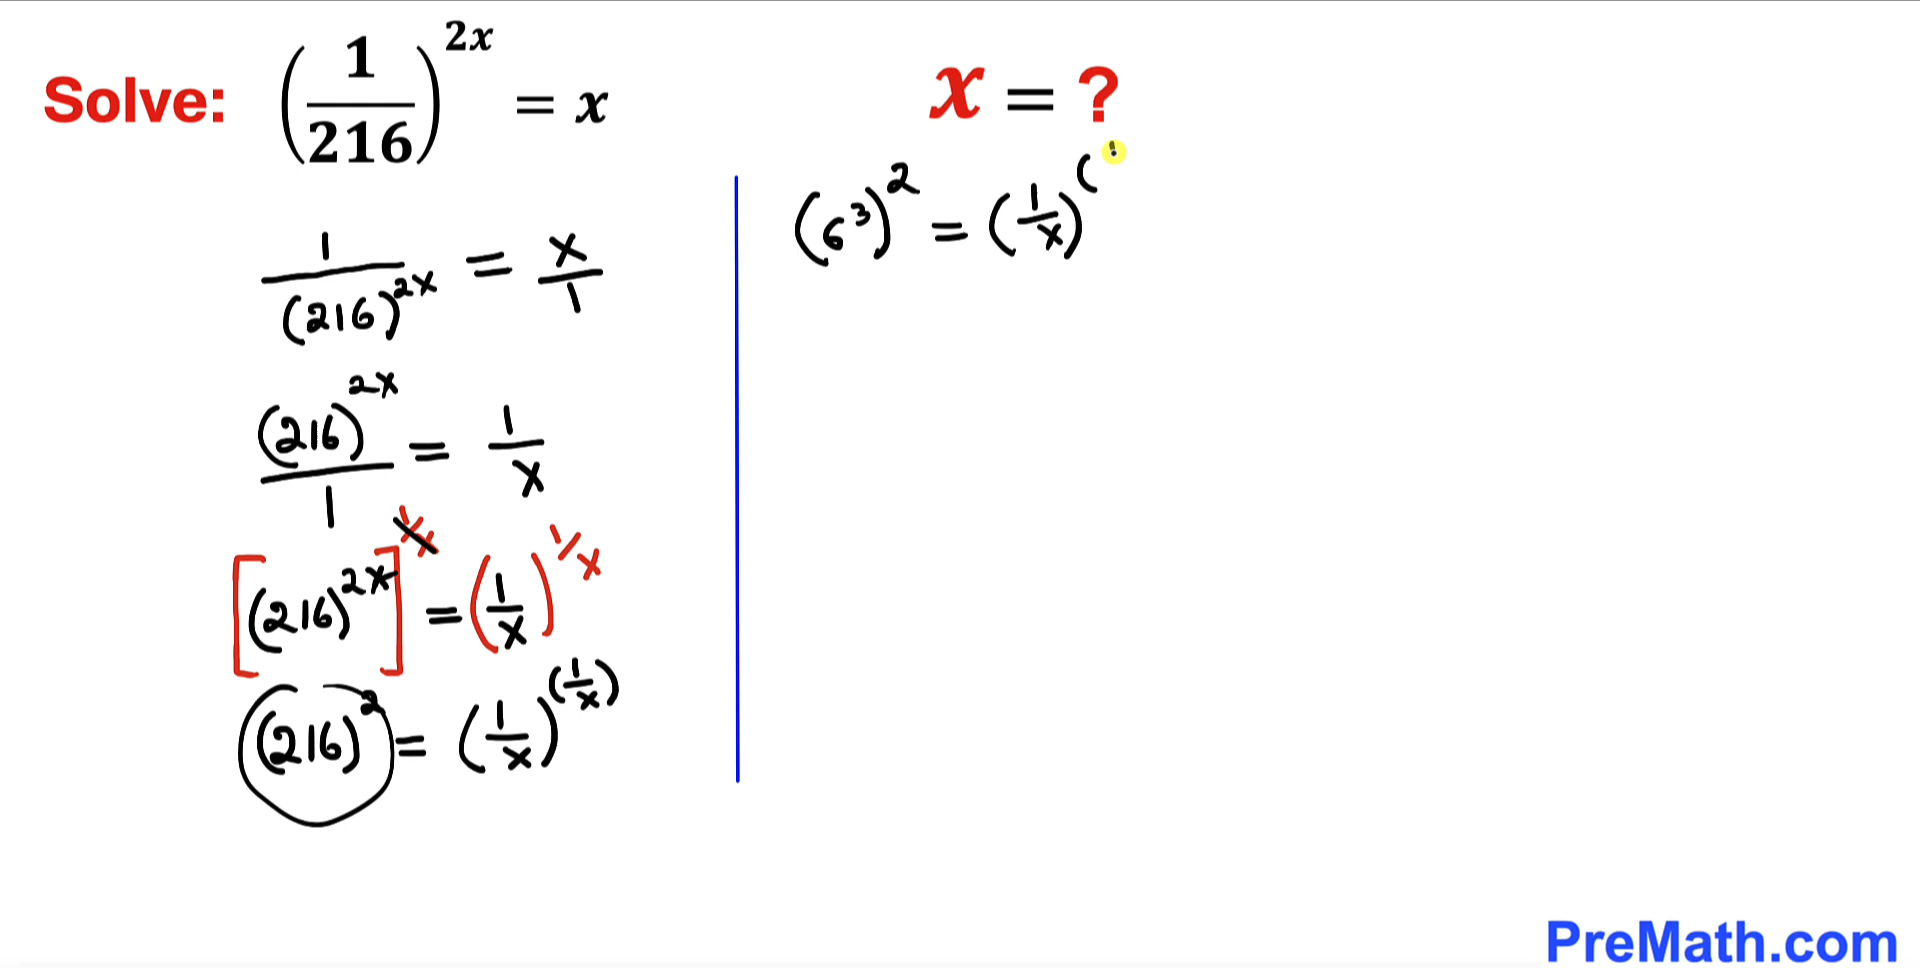 Solve: (1/216)^2x = x
x = ?
1/(216)^2x = x/1
(216)^2x/1 = 1/x
[(216)^2x]^1/x = (1/x)^1/x
(216)^2 = (1/x)^(1/x)
(6^3)^2 = (1/x)^(
PreMath.com